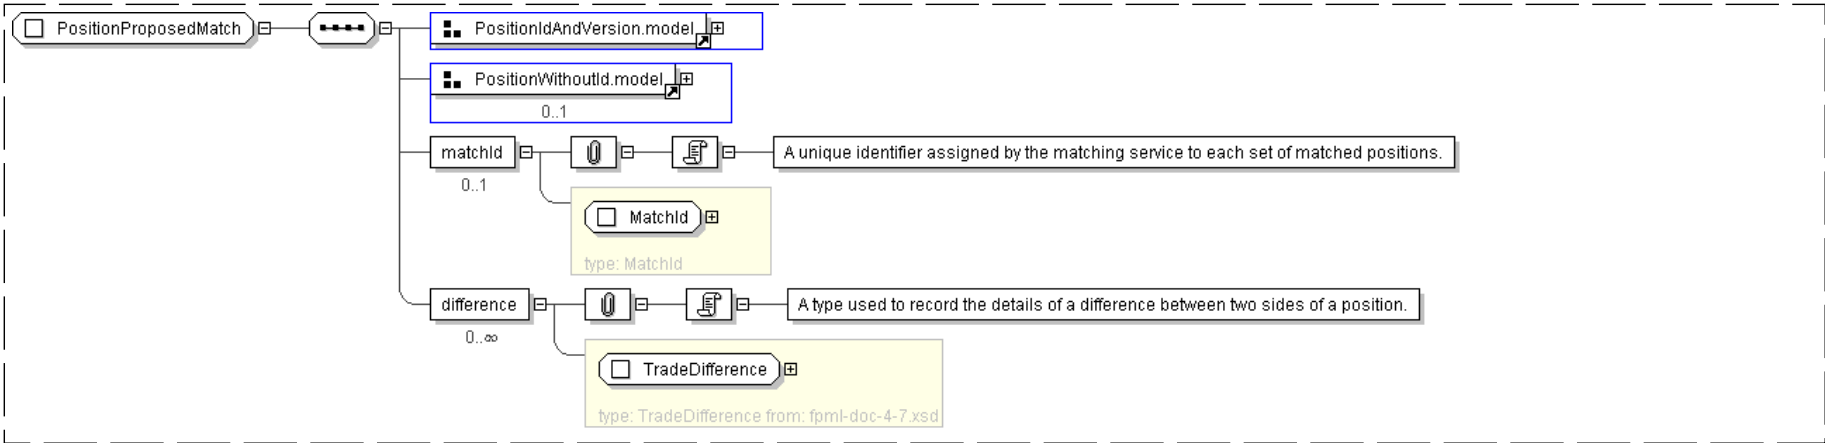 PositionProposedMatch
PositionIdAndVersion.model
PositionWithoutId.model
0..1
matchId
A unique identifier assigned by the matching service to each set of matched positions.
0..1
MatchId
type: MatchId
difference
A type used to record the details of a difference between two sides of a position.
0..∞
TradeDifference
type: TradeDifference from: fpml-doc-4-7.xsd